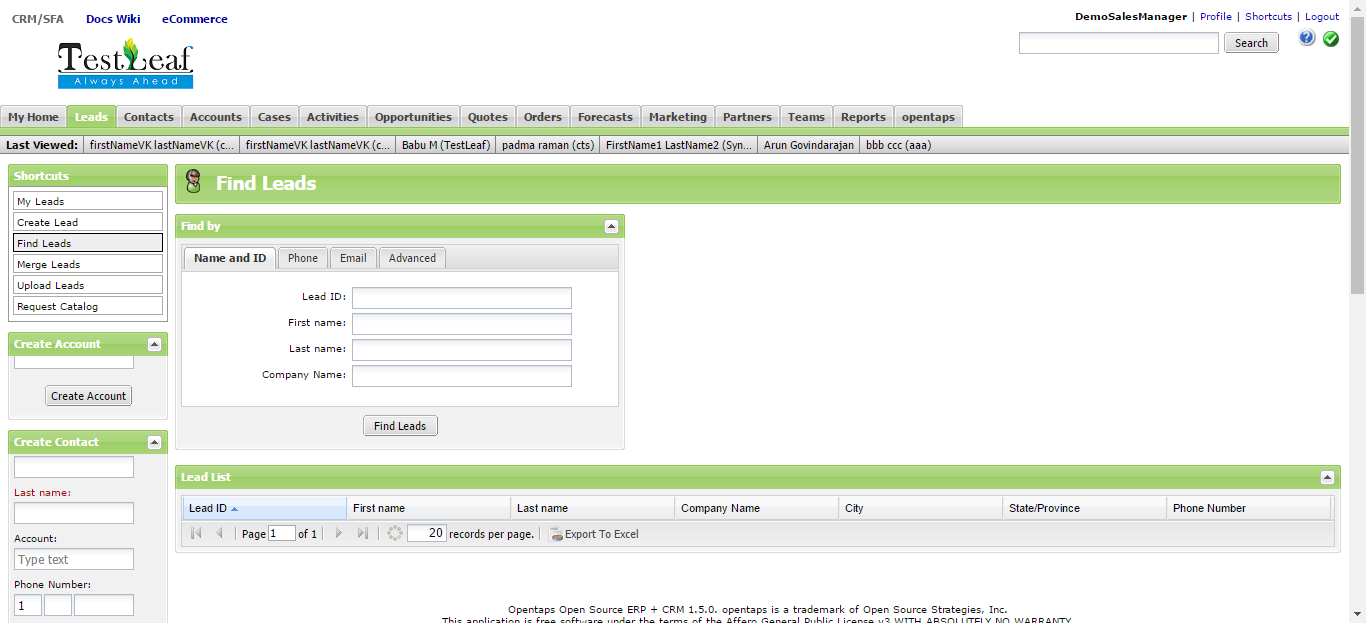 CRM/SFA Docs Wiki eCommerce
DemoSalesManager | Profile | Shortcuts | Logout
TestLeaf
Always Ahead
Search
My Home Leads Contacts Accounts Cases Activities Opportunities Quotes Orders Forecasts Marketing Partners Teams Reports opentaps
Last Viewed: firstNameVK lastNameVK (c... firstNameVK lastNameVK (c... Babu M (TestLeaf) padma raman (cts) FirstName1 LastName2 (Syn... Arun Govindarajan bbb ccc (aaa)
Shortcuts
My Leads
Create Lead
Find Leads
Merge Leads
Upload Leads
Request Catalog
Create Account
Create Account
Create Contact
Last name:
Account:
Type text
Phone Number:
1
Find Leads
Find by
Name and ID Phone Email Advanced
Lead ID:
First name:
Last name:
Company Name:
Find Leads
Lead List
Lead ID First name Last name Company Name City State/Province Phone Number
Page 1 of 1 20 records per page. Export To Excel
Opentaps Open Source ERP + CRM 1.5.0. opentaps is a trademark of Open Source Strategies, Inc.
This application is free software under the terms of the Affero General Public License v3 WITH ABSOLUTELY NO WARRANTY